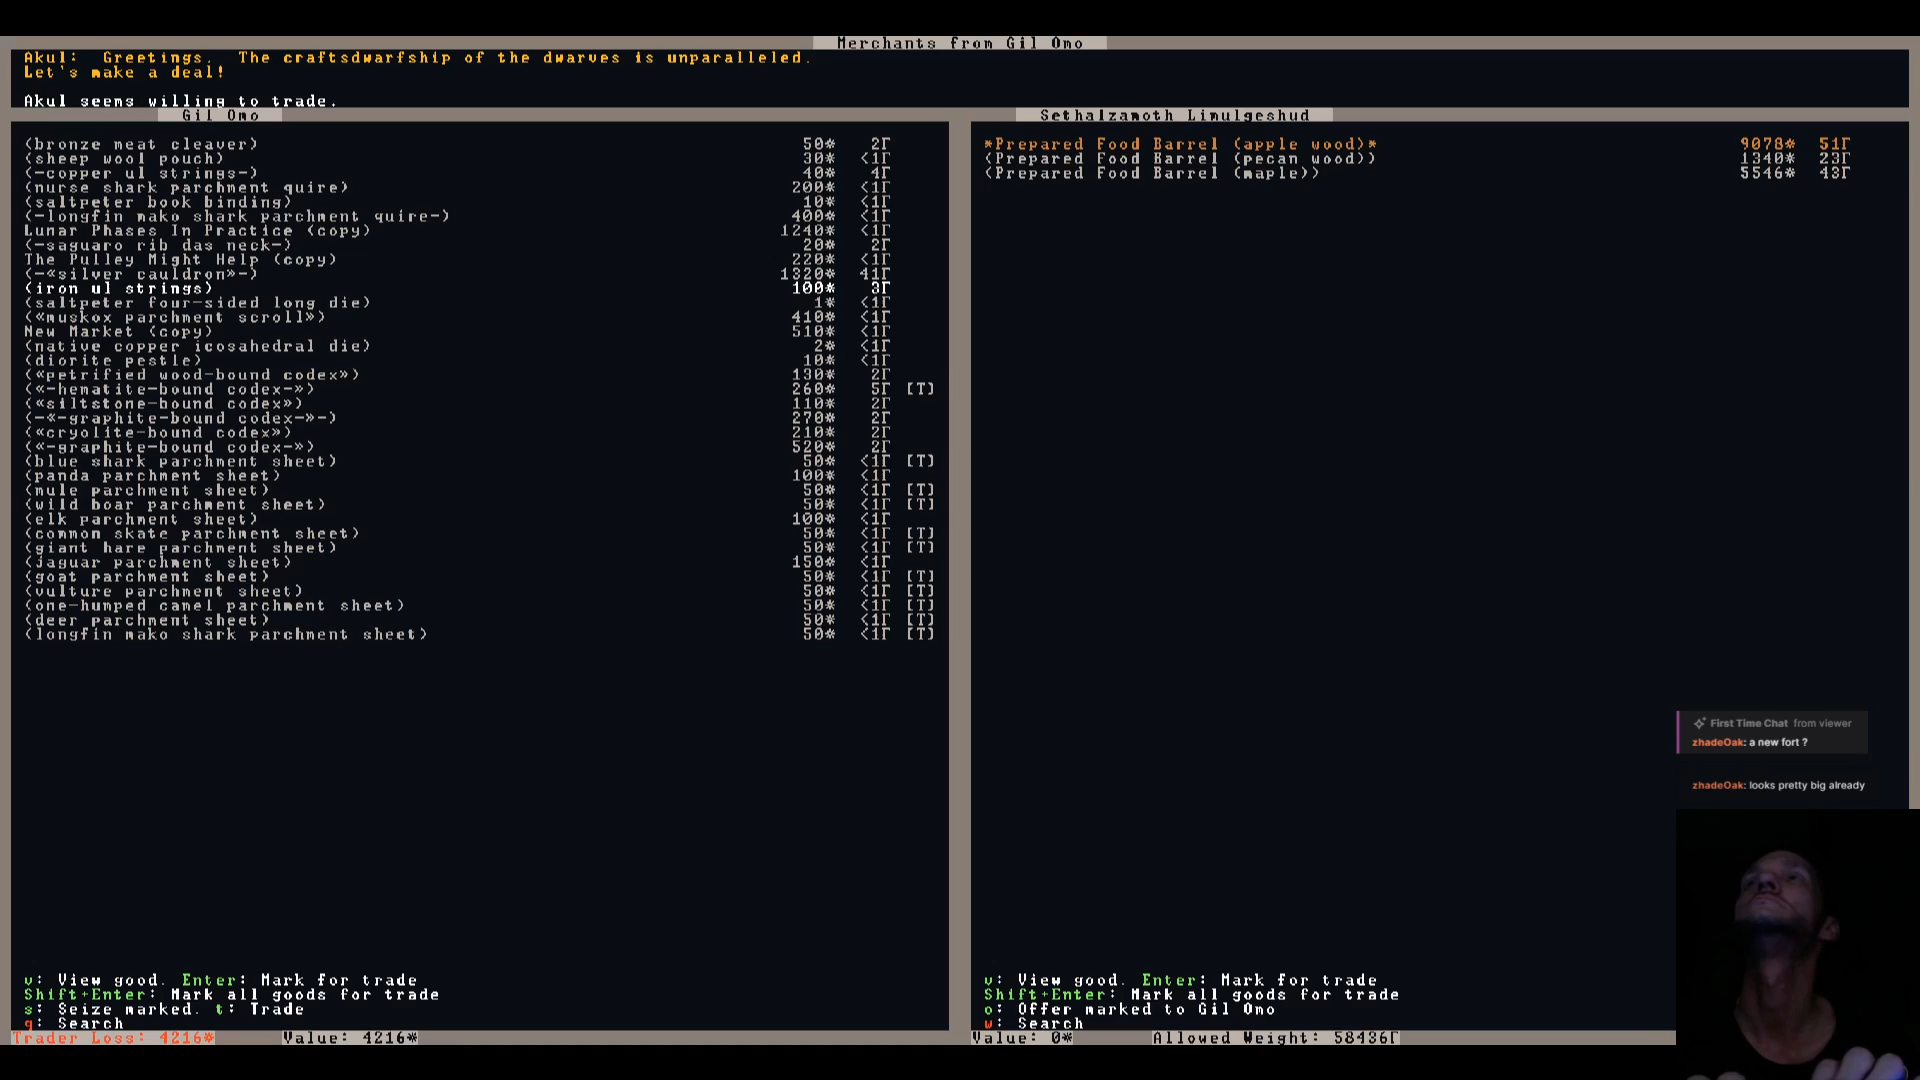 Merchants from Gil Omo
Akul:  Greetings.  The craftsdwarfship of the dwarves is unparalleled.
Let's make a deal!
Akul seems willing to trade.
Gil Omo
(bronze meat cleaver) 50* 2Γ
(sheep wool pouch) 30* <1Γ
(-copper ul strings-) 40* 4Γ
(nurse shark parchment quire) 200* <1Γ
(saltpeter book binding) 10* <1Γ
(-longfin mako shark parchment quire-) 400* <1Γ
Lunar Phases In Practice (copy) 1240* <1Γ
(-saguaro rib das neck-) 20* 2Γ
The Pulley Might Help (copy) 220* <1Γ
(-«silver cauldron»-) 1320* 41Γ
(iron ul strings) 100* 3Γ
(saltpeter four-sided long die) 1* <1Γ
(«muskox parchment scroll») 410* <1Γ
New Market (copy) 510* <1Γ
(native copper icosahedral die) 2* <1Γ
(diorite pestle) 10* <1Γ
(«petrified wood-bound codex») 130* 2Γ
(«-hematite-bound codex-») 260* 5Γ [T]
(«siltstone-bound codex») 110* 2Γ
(-«-graphite-bound codex-»-) 270* 2Γ
(«cryolite-bound codex») 210* 2Γ
(«-graphite-bound codex-») 520* 2Γ
(blue shark parchment sheet) 50* <1Γ [T]
(panda parchment sheet) 100* <1Γ
(mule parchment sheet) 50* <1Γ [T]
(wild boar parchment sheet) 50* <1Γ [T]
(elk parchment sheet) 100* <1Γ
(common skate parchment sheet) 50* <1Γ [T]
(giant hare parchment sheet) 50* <1Γ [T]
(jaguar parchment sheet) 150* <1Γ
(goat parchment sheet) 50* <1Γ [T]
(vulture parchment sheet) 50* <1Γ [T]
(one-humped camel parchment sheet) 50* <1Γ [T]
(deer parchment sheet) 50* <1Γ [T]
(longfin mako shark parchment sheet) 50* <1Γ [T]
v: View good. Enter: Mark for trade
Shift+Enter: Mark all goods for trade
s: Seize marked. t: Trade
q: Search
Trader Loss: 4216* Value: 4216*
Sethalzamoth Limulgeshud
*Prepared Food Barrel (apple wood)* 9078* 51Γ
(Prepared Food Barrel (pecan wood)) 1340* 23Γ
(Prepared Food Barrel (maple)) 5546* 43Γ
First Time Chat from viewer
zhadeOak: a new fort ?
zhadeOak: looks pretty big already
v: View good. Enter: Mark for trade
Shift+Enter: Mark all goods for trade
o: Offer marked to Gil Omo
w: Search
Value: 0* Allowed Weight: 58436Γ